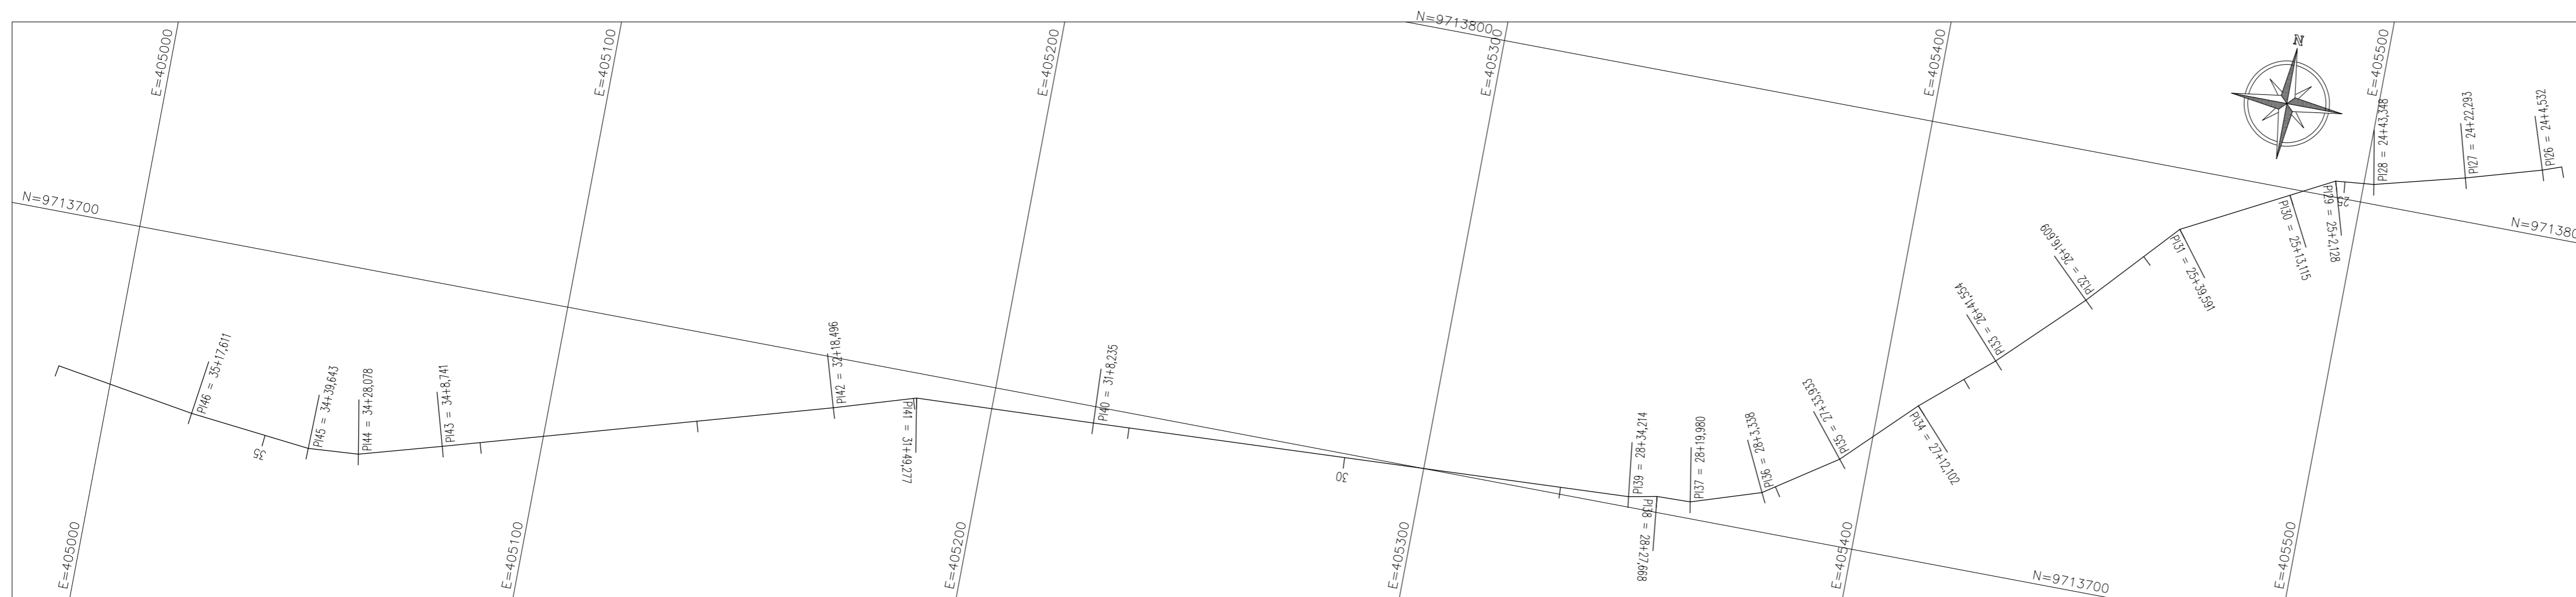 N=9713800
E=405000
E=405100
E=405200
E=405300
E=405400
E=405500
N
N=9713700
PI46 = 35+17,611
35
PI45 = 34+39,643
PI44 = 34+28,078
PI43 = 34+8,741
PI42 = 32+18,496
PI41 = 31+49,277
PI40 = 31+8,235
30
PI39 = 28+34,214
PI38 = 28+27,668
PI37 = 28+19,980
PI36 = 28+3,338
PI35 = 27+33,933
PI34 = 27+12,102
PI33 = 26+41,554
PI32 = 26+16,609
PI31 = 25+39,591
PI30 = 25+13,115
PI29 = 25+2,128
25
PI28 = 24+43,348
PI27 = 24+22,293
PI26 = 24+4,532
N=971380
E=405000
E=405100
E=405200
E=405300
E=405400
E=405500
N=9713700